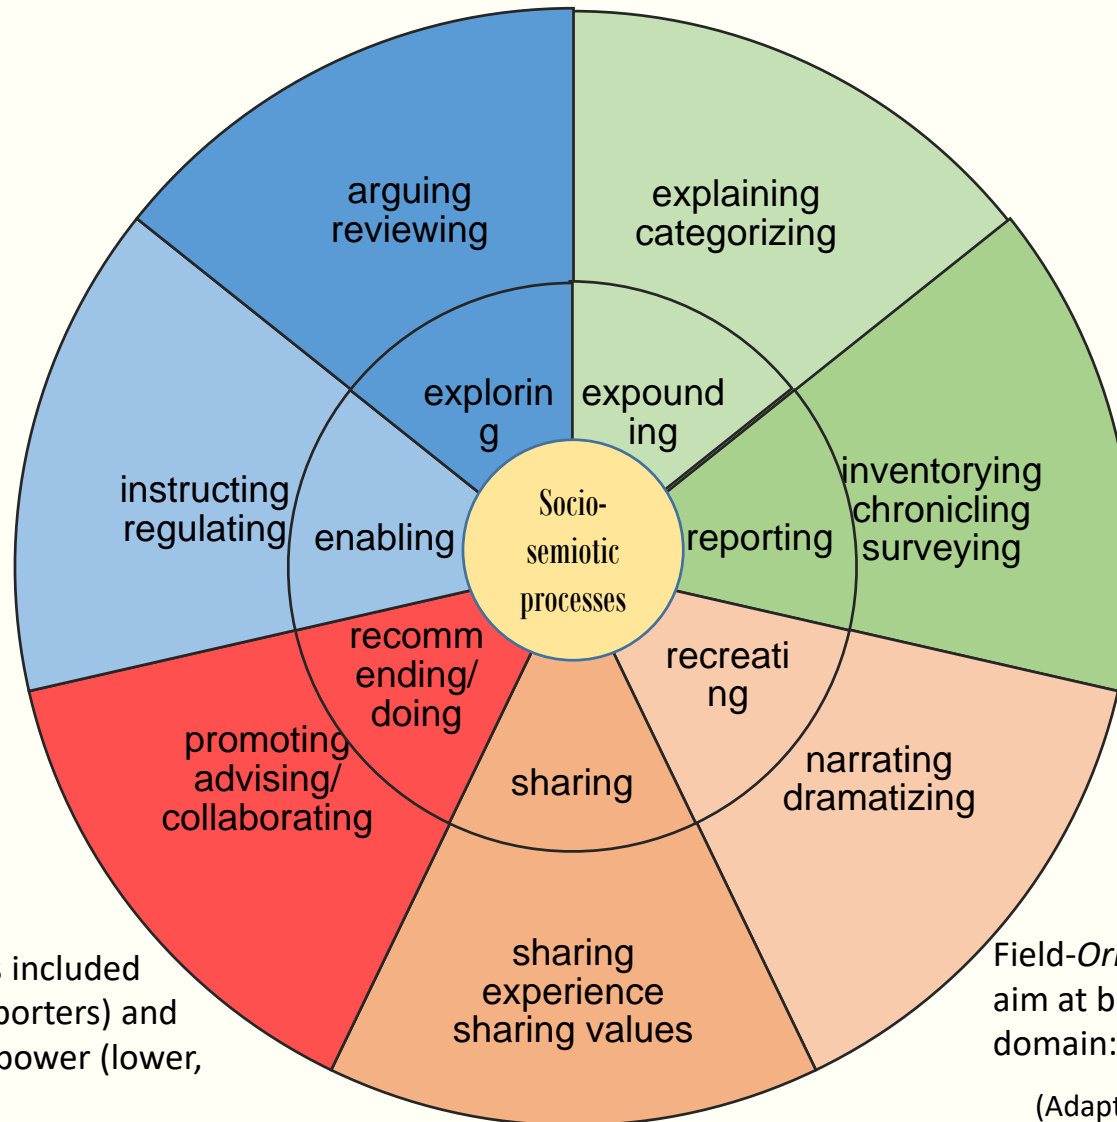 arguing
reviewing
explaining
categorizing
explorin
g
expound
ing
instructing
regulating
enabling
Socio-
semiotic
processes
reporting
inventorying
chronicling
surveying
recomm
ending/
doing
recreati
ng
promoting
advising/
collaborating
sharing
narrating
dramatizing
sharing
experience
sharing values
s included
porters) and
power (lower,
Field-Ori
aim at b
domain:
(Adapt